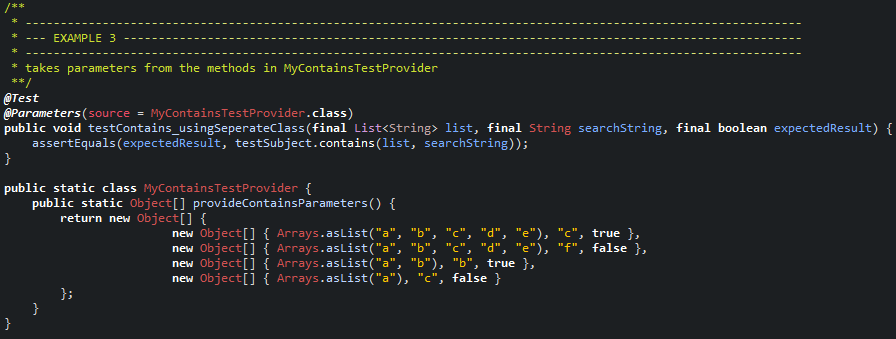 /**
 * ---------------------------------------------------------------------------------------------------------------
 * --- EXAMPLE 3 -------------------------------------------------------------------------------------------------
 * ---------------------------------------------------------------------------------------------------------------
 * takes parameters from the methods in MyContainsTestProvider
 **/
@Test
@Parameters(source = MyContainsTestProvider.class)
public void testContains_usingSeperateClass(final List<String> list, final String searchString, final boolean expectedResult) {
    assertEquals(expectedResult, testSubject.contains(list, searchString));
}

public static class MyContainsTestProvider {
    public static Object[] provideContainsParameters() {
        return new Object[] {
                        new Object[] { Arrays.asList("a", "b", "c", "d", "e"), "c", true },
                        new Object[] { Arrays.asList("a", "b", "c", "d", "e"), "f", false },
                        new Object[] { Arrays.asList("a", "b"), "b", true },
                        new Object[] { Arrays.asList("a"), "c", false }
        };
    }
}